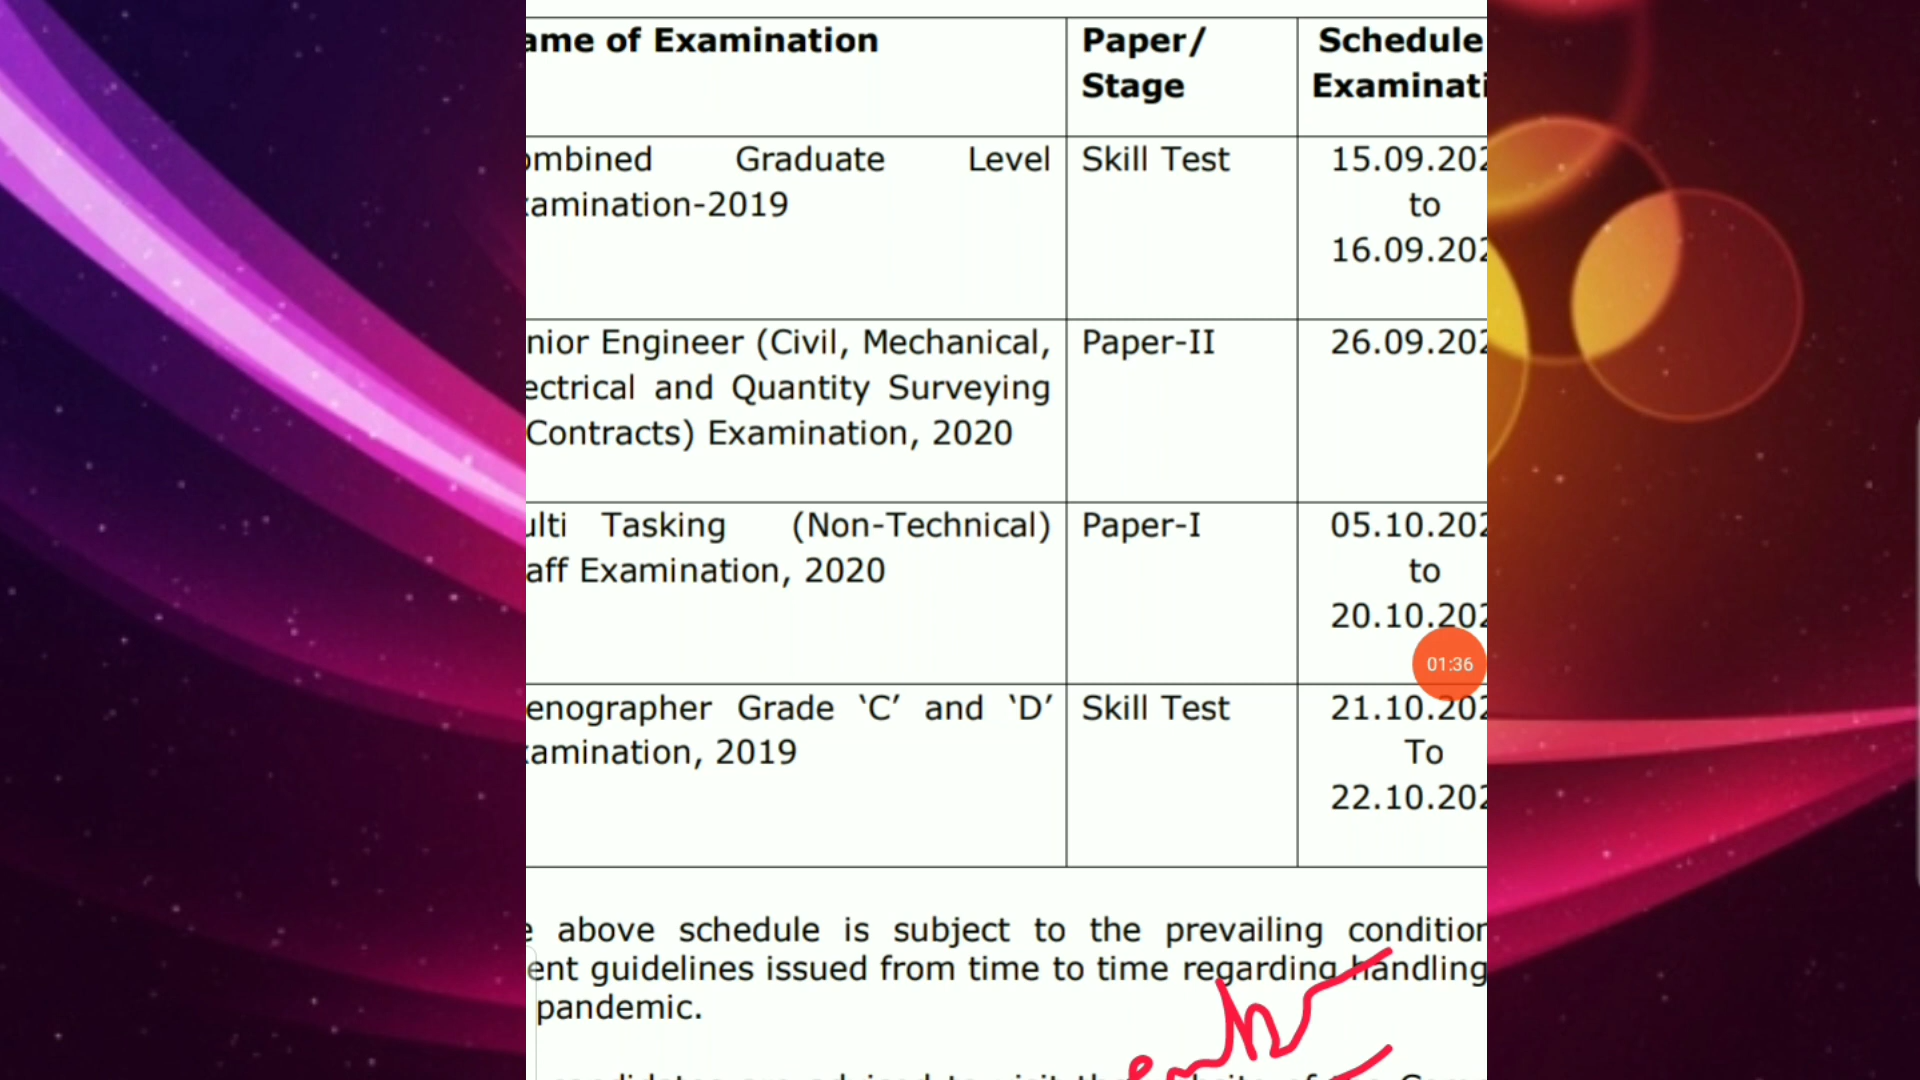 ame of Examination Paper/ Schedule
Stage Examinati
ombined Graduate Level Skill Test 15.09.202
xamination-2019 to
16.09.202
nior Engineer (Civil, Mechanical, Paper-II 26.09.202
ectrical and Quantity Surveying
Contracts) Examination, 2020
ulti Tasking (Non-Technical) Paper-I 05.10.202
aff Examination, 2020 to
20.10.202
01:36
enographer Grade ‘C’ and ‘D’ Skill Test 21.10.202
xamination, 2019 To
22.10.202
e above schedule is subject to the prevailing condition
ent guidelines issued from time to time regarding handling
pandemic.